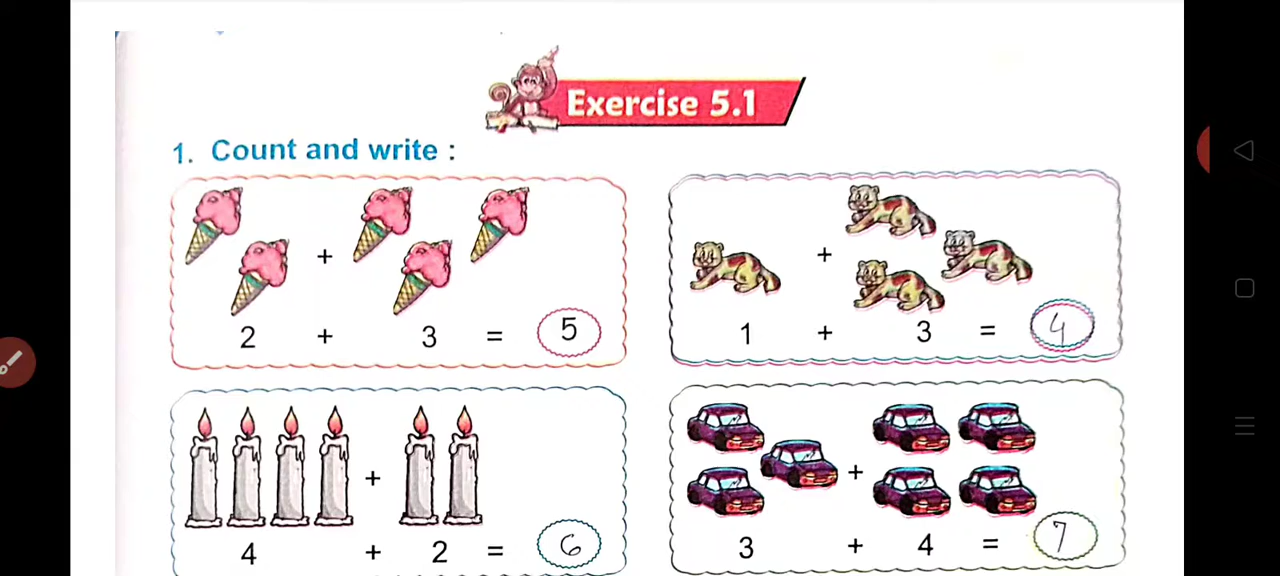 Exercise 5.1
1. Count and write :
+
+
2 + 3 = 5
1 + 3 = 4
+
+
4 + 2 = 6
3 + 4 = 7